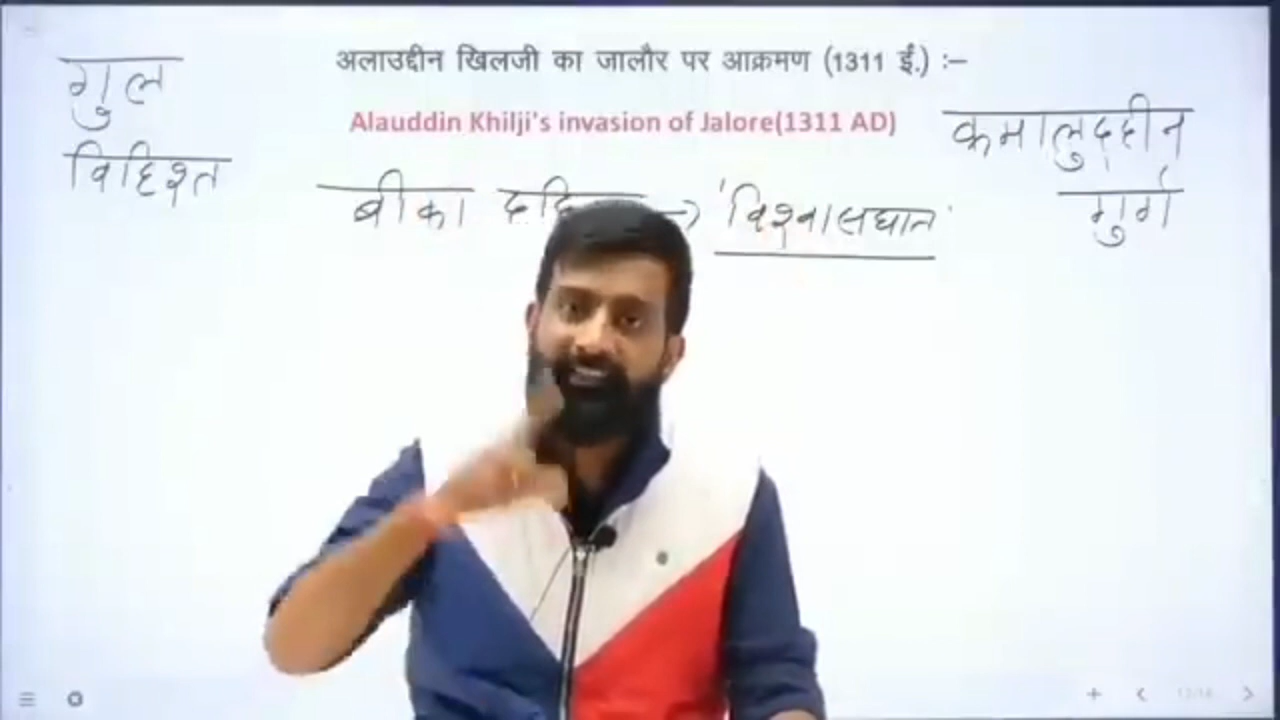 अलाउद्दीन खिलजी का जालौर पर आक्रमण (1311 ई.) :–
Alauddin Khilji's invasion of Jalore(1311 AD)
गुल
विहिश्त
बीका → 'विश्वासघात'
कमालुद्दीन
गुर्ग